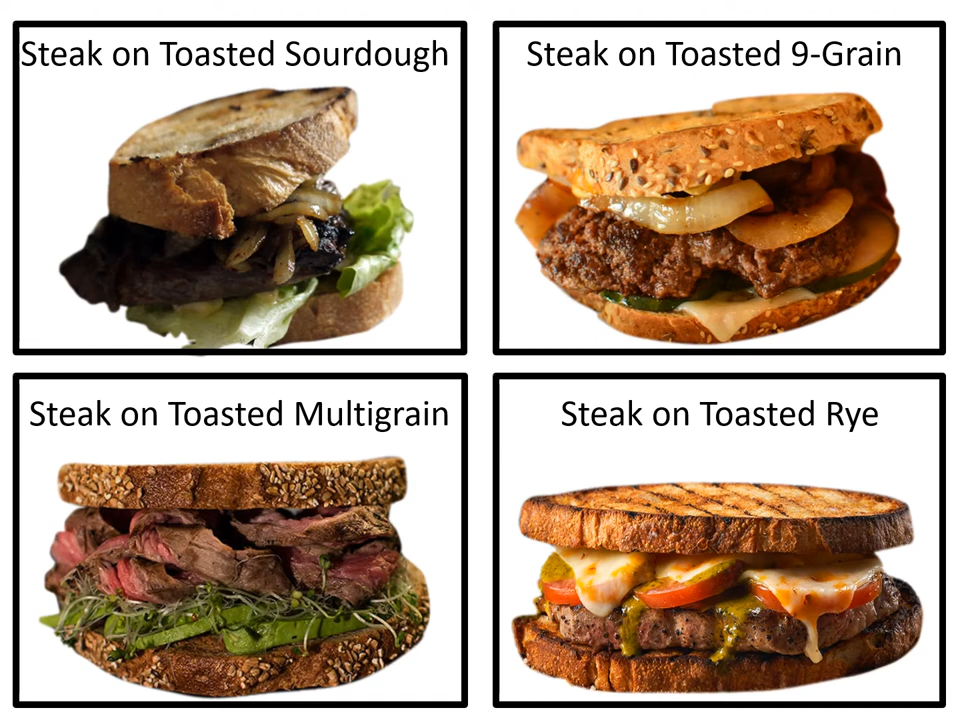 Steak on Toasted Sourdough
Steak on Toasted 9-Grain
Steak on Toasted Multigrain
Steak on Toasted Rye